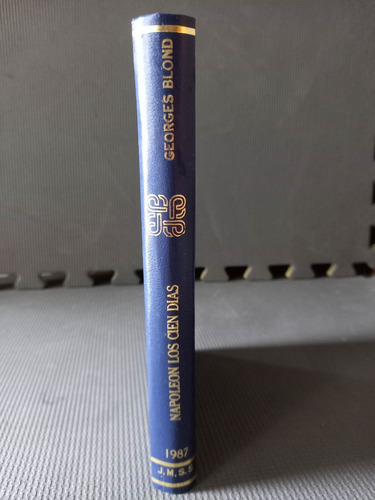 GEORGES BLOND
NAPOLEON LOS CIEN DIAS
1987
J. M. S. S